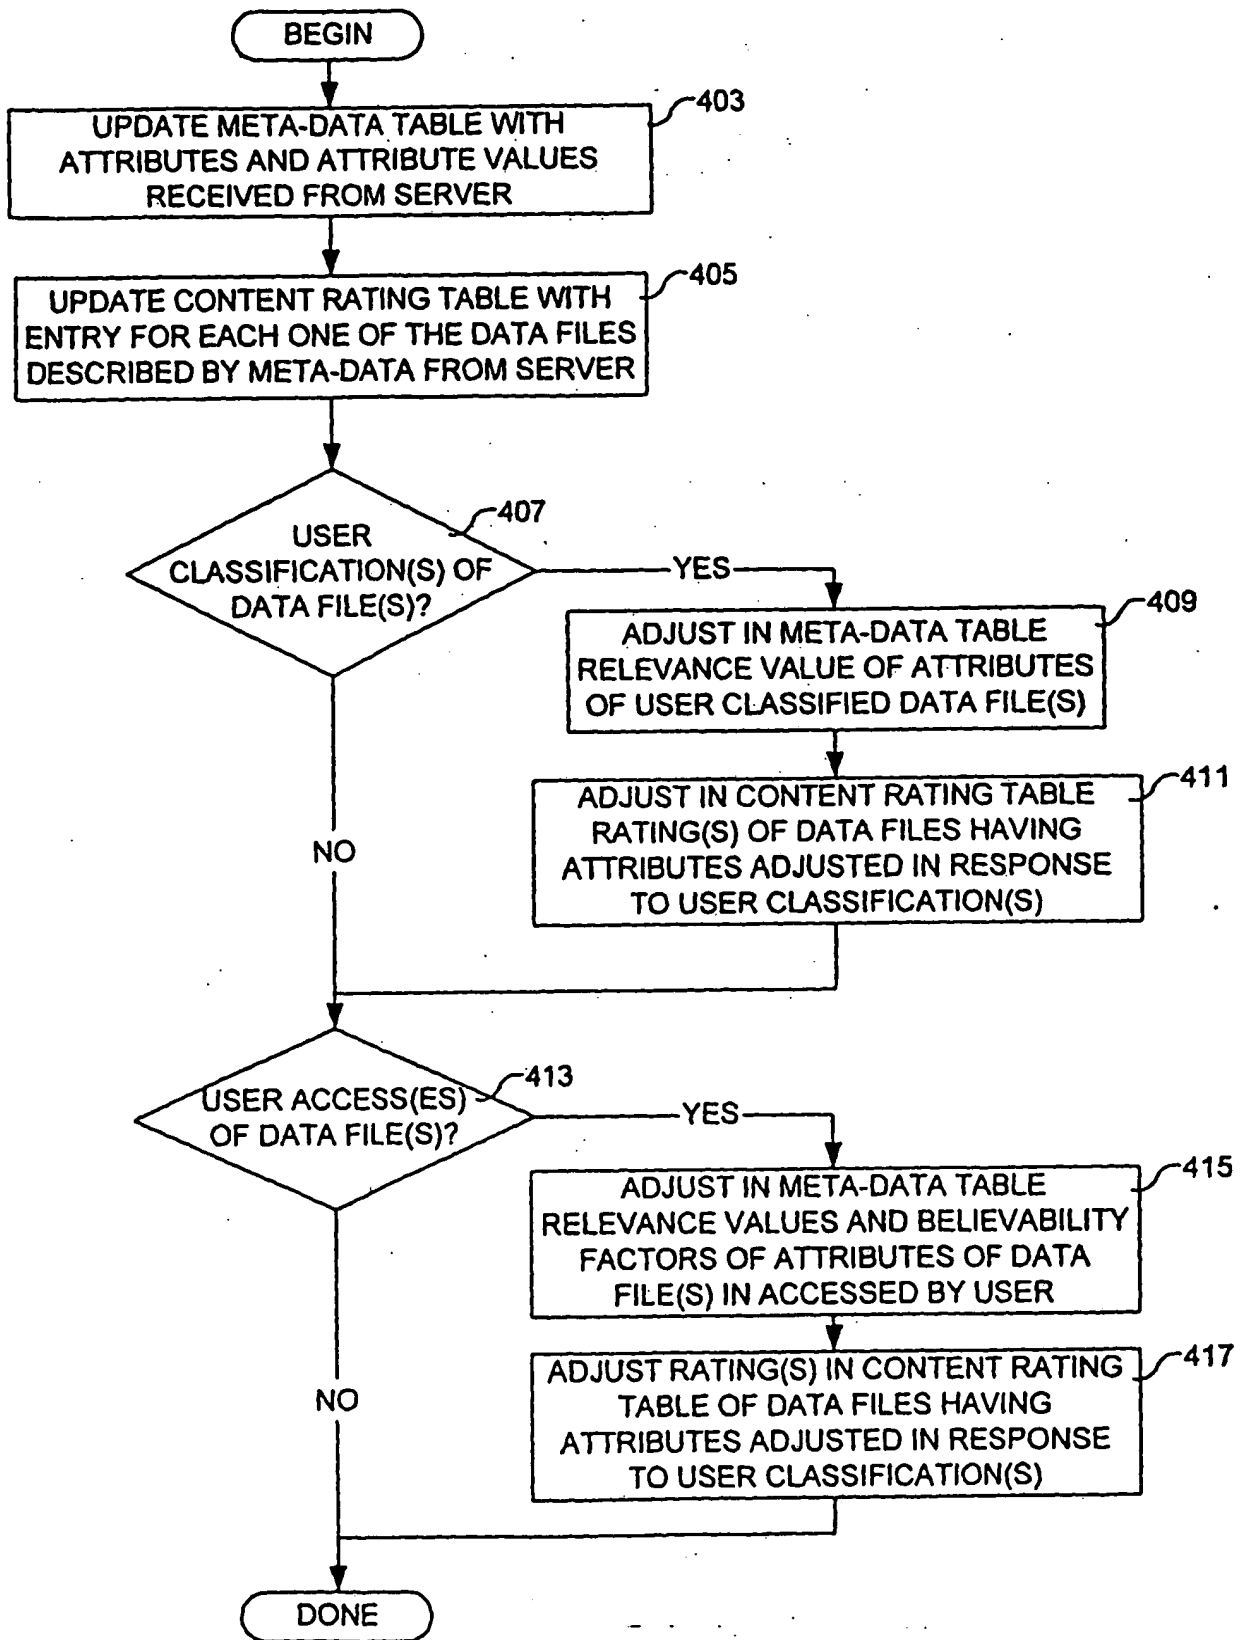 BEGIN
403
UPDATE META-DATA TABLE WITH
ATTRIBUTES AND ATTRIBUTE VALUES
RECEIVED FROM SERVER
405
UPDATE CONTENT RATING TABLE WITH
ENTRY FOR EACH ONE OF THE DATA FILES
DESCRIBED BY META-DATA FROM SERVER
407
USER
CLASSIFICATION(S) OF
DATA FILE(S)?
YES
409
ADJUST IN META-DATA TABLE
RELEVANCE VALUE OF ATTRIBUTES
OF USER CLASSIFIED DATA FILE(S)
411
ADJUST IN CONTENT RATING TABLE
RATING(S) OF DATA FILES HAVING
ATTRIBUTES ADJUSTED IN RESPONSE
TO USER CLASSIFICATION(S)
NO
413
USER ACCESS(ES)
OF DATA FILE(S)?
YES
415
ADJUST IN META-DATA TABLE
RELEVANCE VALUES AND BELIEVABILITY
FACTORS OF ATTRIBUTES OF DATA
FILE(S) IN ACCESSED BY USER
417
ADJUST RATING(S) IN CONTENT RATING
TABLE OF DATA FILES HAVING
ATTRIBUTES ADJUSTED IN RESPONSE
TO USER CLASSIFICATION(S)
NO
DONE